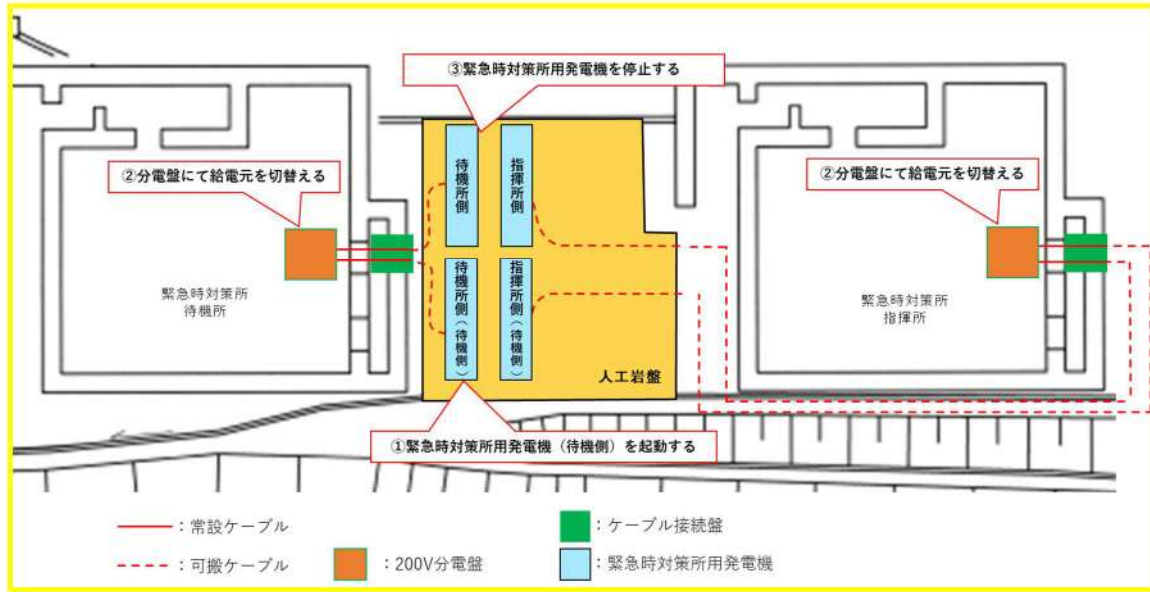 ③緊急時対策所用発電機を停止する
②分電盤にて給電元を切替える
②分電盤にて給電元を切替える
待機所側
指揮所側
緊急時対策所
待機所
待機所側(待機側)
指揮所側(待機側)
緊急時対策所
指揮所
人工岩盤
①緊急時対策所用発電機(待機側)を起動する
:常設ケーブル
:ケーブル接続盤
:可搬ケーブル
:200V分電盤
:緊急時対策所用発電機